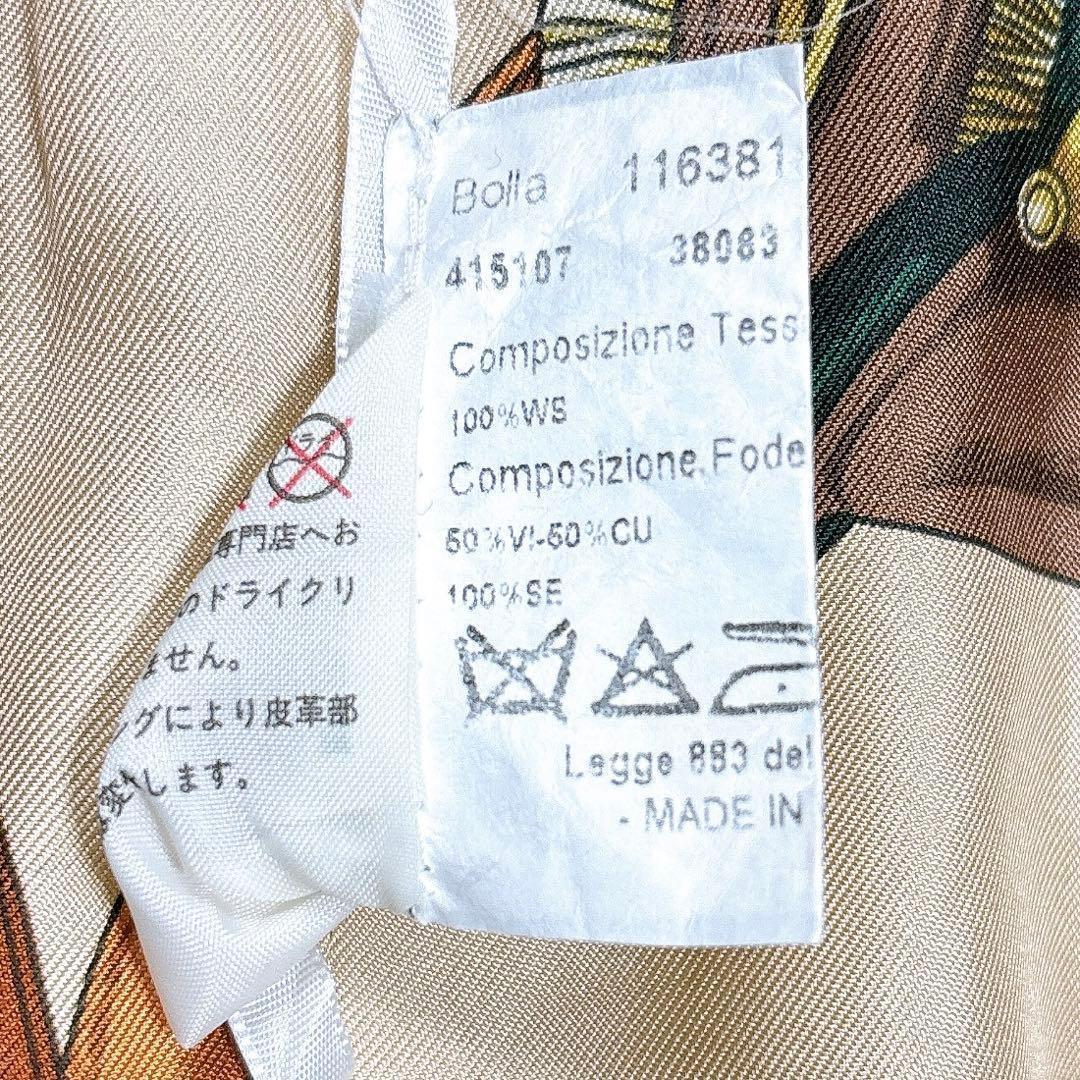 Bolla 116381
415107 38083
Composizione Tess
100%WS
Composizione Fode
50%VI-50%CU
100%SE
Legge 883 del
- MADE IN
専門店へお
のドライクリ
ません。
グにより皮革部
変します。